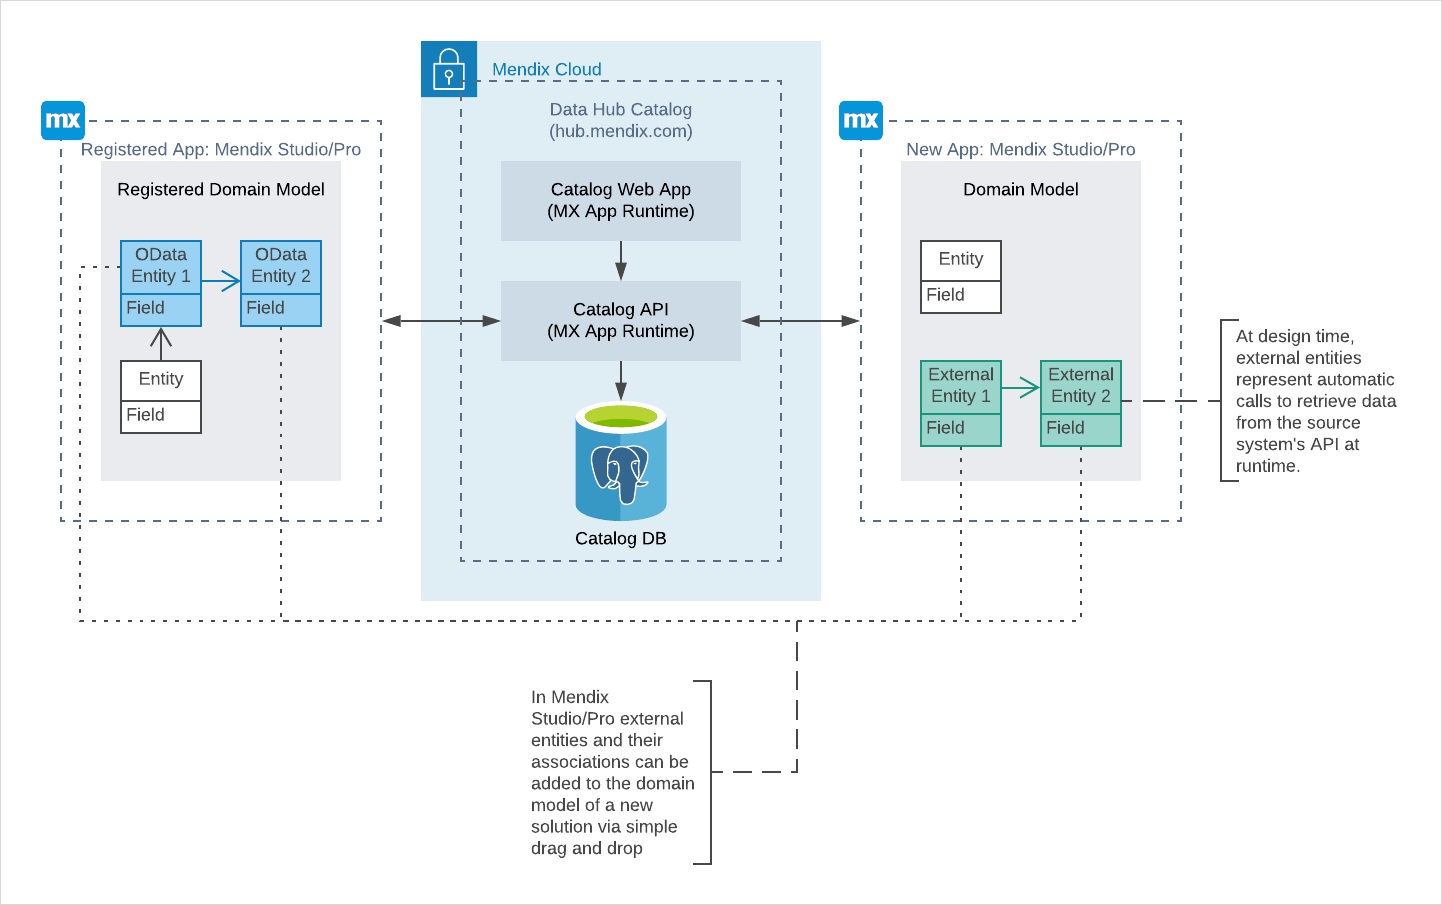 Mendix Cloud
Data Hub Catalog
(hub.mendix.com)
Catalog Web App
(MX App Runtime)
Catalog API
(MX App Runtime)
Catalog DB
mx
Registered App: Mendix Studio/Pro
Registered Domain Model
OData
Entity 1
Field
OData
Entity 2
Field
Entity
Field
mx
New App: Mendix Studio/Pro
Domain Model
Entity
Field
External
Entity 1
Field
External
Entity 2
Field
At design time,
external entities
represent automatic
calls to retrieve data
from the source
system's API at
runtime.
In Mendix
Studio/Pro external
entities and their
associations can be
added to the domain
model of a new
solution via simple
drag and drop